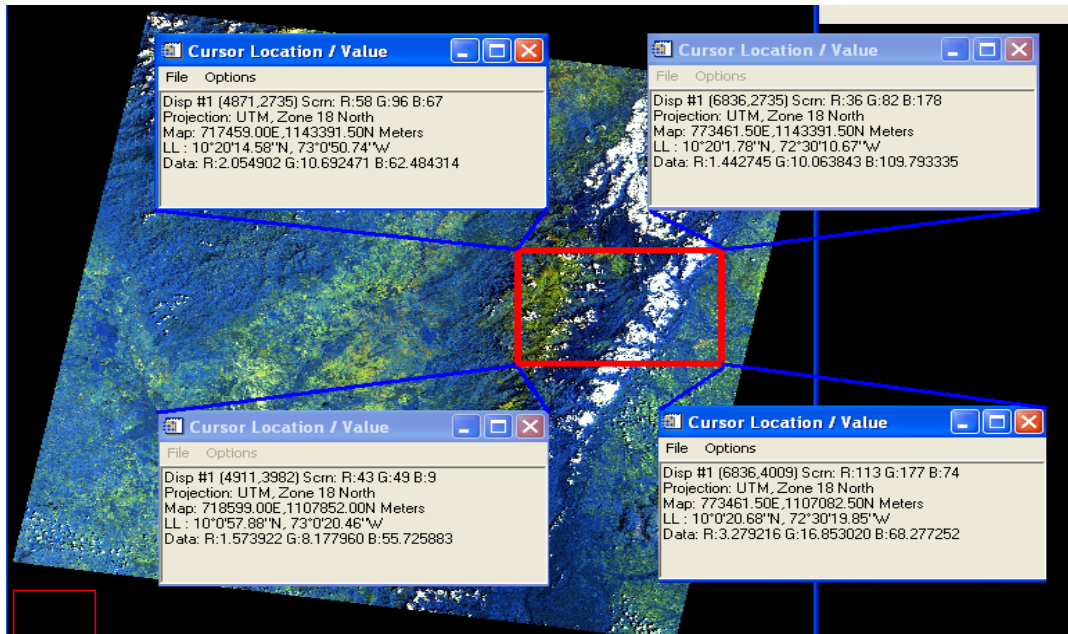 Cursor Location / Value
File Options
Disp #1 (4871,2735) Scrn: R:58 G:96 B:67
Projection: UTM, Zone 18 North
Map: 717459.00E,1143391.50N Meters
LL : 10°20'14.58"N, 73°0'50.74"W
Data: R:2.054902 G:10.692471 B:62.484314
Cursor Location / Value
File Options
Disp #1 (6836,2735) Scrn: R:36 G:82 B:178
Projection: UTM, Zone 18 North
Map: 773461.50E,1143391.50N Meters
LL : 10°20'1.78"N, 72°30'10.67"W
Data: R:1.442745 G:10.063843 B:109.793335
Cursor Location / Value
File Options
Disp #1 (4911,3982) Scrn: R:43 G:49 B:9
Projection: UTM, Zone 18 North
Map: 718599.00E,1107852.00N Meters
LL : 10°0'57.88"N, 73°0'20.46"W
Data: R:1.573922 G:8.177960 B:55.725883
Cursor Location / Value
File Options
Disp #1 (6836,4009) Scrn: R:113 G:177 B:74
Projection: UTM, Zone 18 North
Map: 773461.50E,1107082.50N Meters
LL : 10°0'20.68"N, 72°30'19.85"W
Data: R:3.279216 G:16.853020 B:68.277252